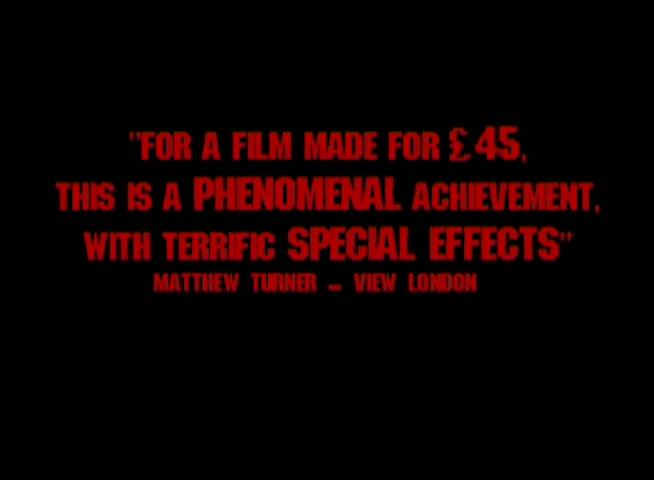 "FOR A FILM MADE FOR £45,
THIS IS A PHENOMENAL ACHIEVEMENT,
WITH TERRIFIC SPECIAL EFFECTS"
MATTHEW TURNER - VIEW LONDON